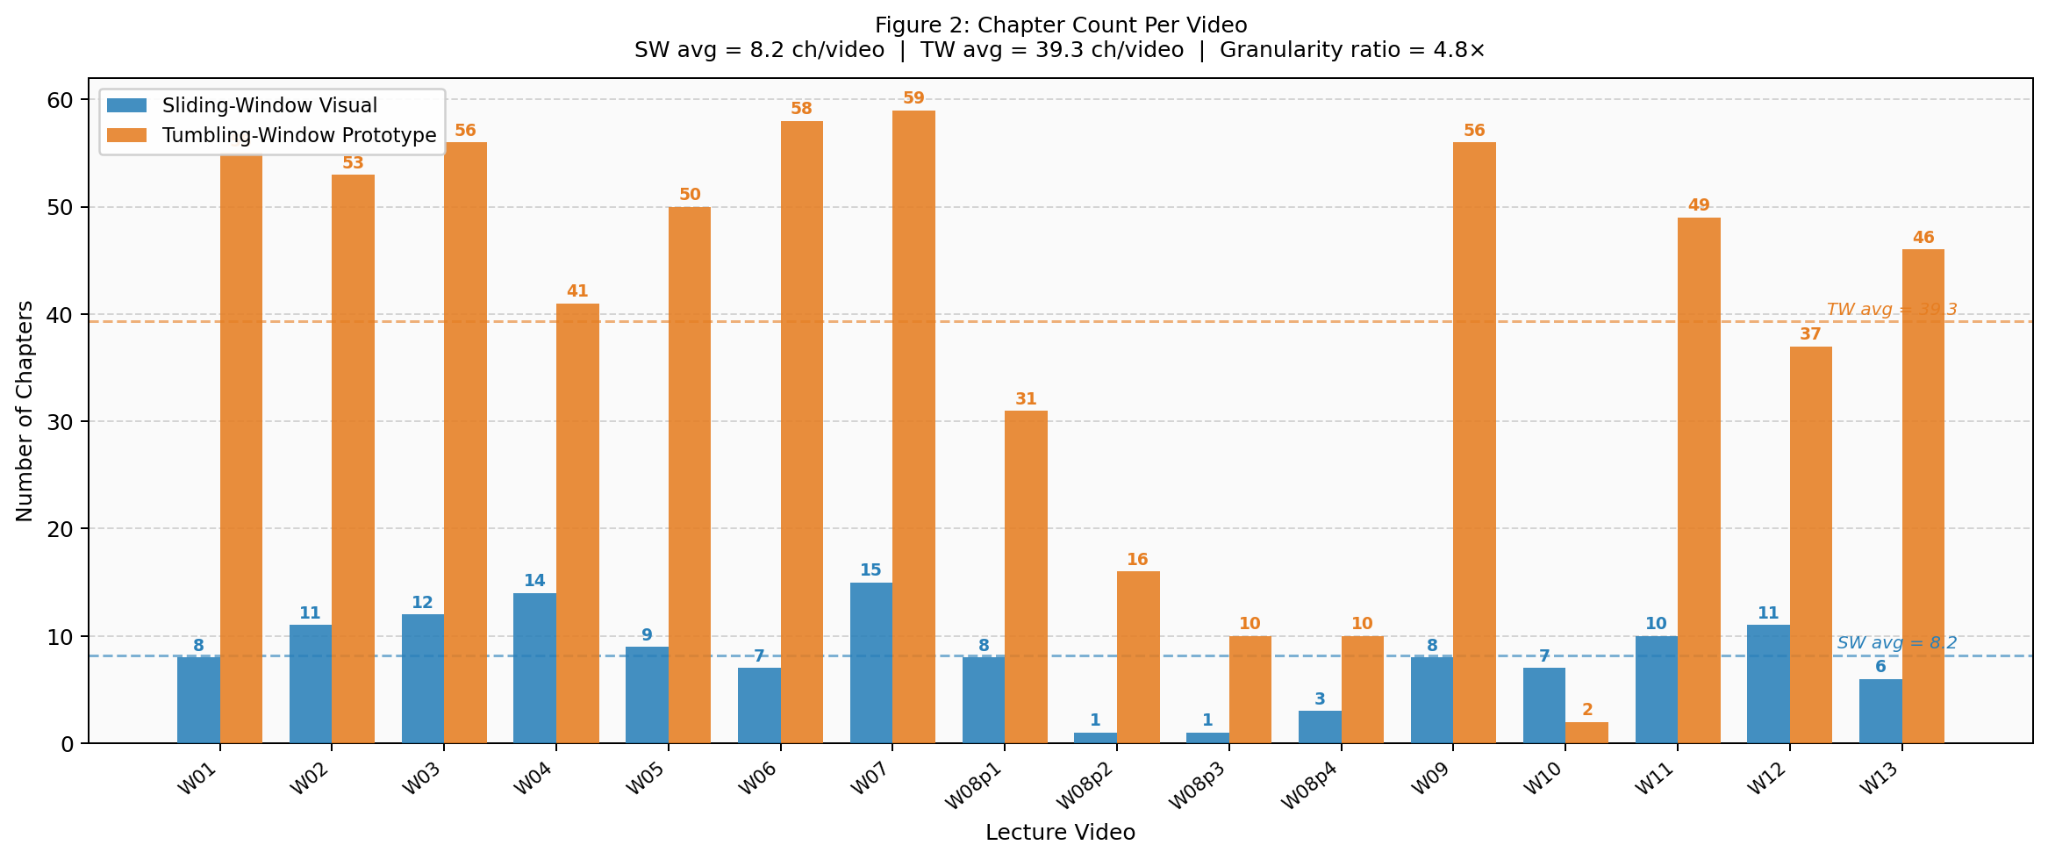 Figure 2: Chapter Count Per Video
SW avg = 8.2 ch/video | TW avg = 39.3 ch/video | Granularity ratio = 4.8×
Sliding-Window Visual
Tumbling-Window Prototype
Number of Chapters
60
50
40
30
20
10
0
8
11
53
12
56
14
41
9
50
7
58
15
59
8
31
1
16
1
10
3
10
8
56
7
2
10
49
11
37
6
46
TW avg = 39.3
SW avg = 8.2
W01
W02
W03
W04
W05
W06
W07
W08p1
W08p2
W08p3
W08p4
W09
W10
W11
W12
W13
Lecture Video